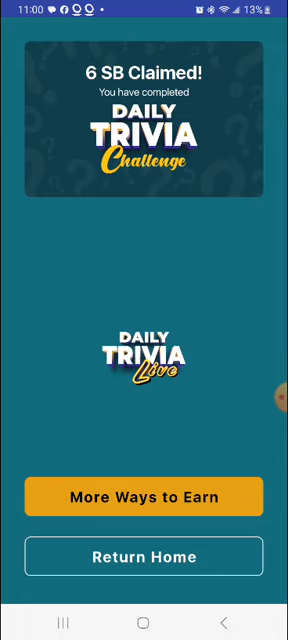 11:00 13%
6 SB Claimed!
You have completed
DAILY
TRIVIA
Challenge
DAILY
TRIVIA
Live
More Ways to Earn
Return Home